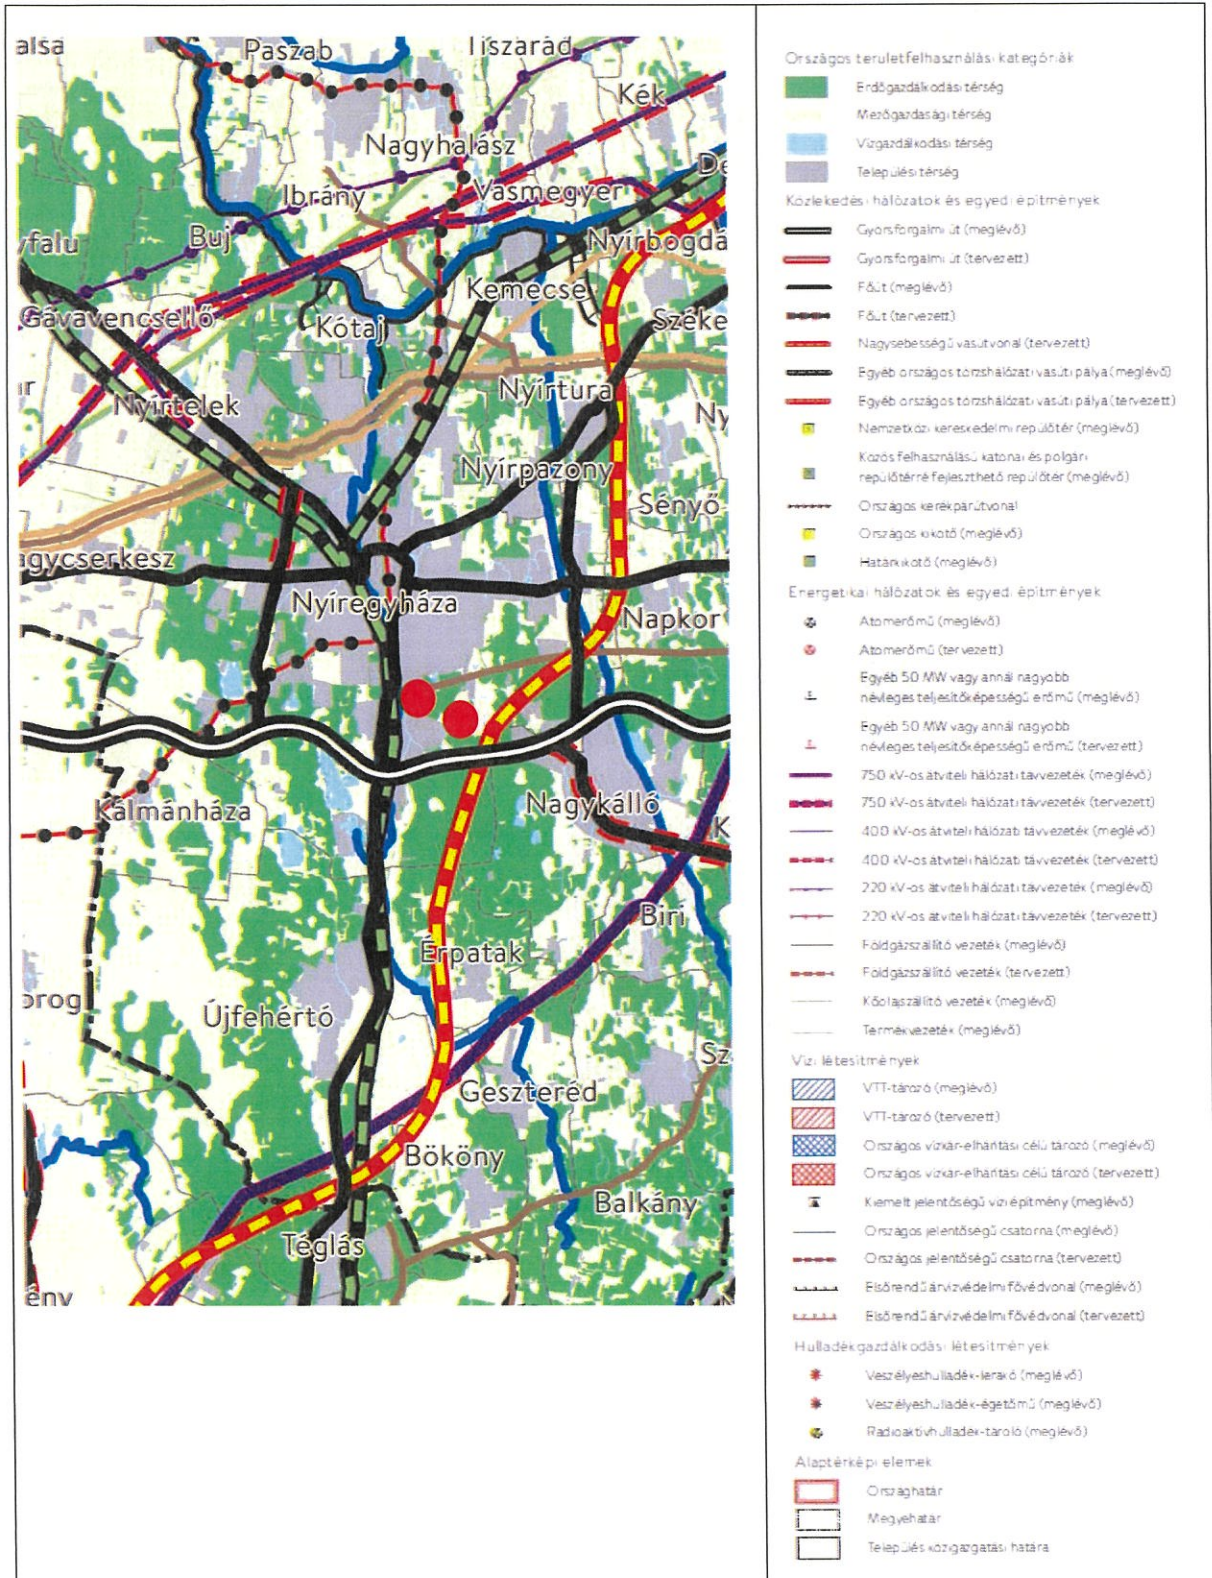 alsa
Paszab
Tiszarád
Kék
Nagyhalász
De
Ibrány
Vasmegyer
yfalu
Buj
Nyírbogdá
Kemecse
Gávavencsellő
Kótaj
Széke
ır
Nyírtura
Nyírtelek
Ny
Nyírpazony
Sényő
agycserkesz
Nyíregyháza
Napkor
Kálmánháza
Nagykálló
K
Biri
Érpatak
orog
Újfehértó
Sz
Geszteréd
Bököny
Balkány
Téglás
ény
Országos területfelhasználási kategóriák
Erdőgazdálkodási térség
Mezőgazdasági térség
Vízgazdálkodási térség
Települési térség
Közlekedési hálózatok és egyedi építmények
Gyorsforgalmi út (meglévő)
Gyorsforgalmi út (tervezett)
Főút (meglévő)
Főút (tervezett)
Nagysebességű vasútvonal (tervezett)
Egyéb országos törzshálózati vasúti pálya (meglévő)
Egyéb országos törzshálózati vasúti pálya (tervezett)
Nemzetközi kereskedelmi repülőtér (meglévő)
Közös felhasználású katonai és polgári
repülőtérré fejleszthető repülőtér (meglévő)
Országos kerékpárútvonal
Országos kikötő (meglévő)
Határkikötő (meglévő)
Energetikai hálózatok és egyedi építmények
Atomerőmű (meglévő)
Atomerőmű (tervezett)
Egyéb 50 MW vagy annál nagyobb
névleges teljesítőképességű erőmű (meglévő)
Egyéb 50 MW vagy annál nagyobb
névleges teljesítőképességű erőmű (tervezett)
750 kV-os átviteli hálózati távvezeték (meglévő)
750 kV-os átviteli hálózati távvezeték (tervezett)
400 kV-os átviteli hálózati távvezeték (meglévő)
400 kV-os átviteli hálózati távvezeték (tervezett)
220 kV-os átviteli hálózati távvezeték (meglévő)
220 kV-os átviteli hálózati távvezeték (tervezett)
Földgázszállító vezeték (meglévő)
Földgázszállító vezeték (tervezett)
Kőolajszállító vezeték (meglévő)
Termékvezeték (meglévő)
Vízi létesítmények
VTT-tározó (meglévő)
VTT-tározó (tervezett)
Országos vízkár-elhárítási célú tározó (meglévő)
Országos vízkár-elhárítási célú tározó (tervezett)
Kiemelt jelentőségű vízi építmény (meglévő)
Országos jelentőségű csatorna (meglévő)
Országos jelentőségű csatorna (tervezett)
Elsőrendű árvízvédelmi fővédvonal (meglévő)
Elsőrendű árvízvédelmi fővédvonal (tervezett)
Hulladékgazdálkodási létesítmények
Veszélyeshulladék-lerakó (meglévő)
Veszélyeshulladék-égetőmű (meglévő)
Radioaktívhulladék-tároló (meglévő)
Alaptérképi elemek
Országhatár
Megyehatár
Település közigazgatási határa